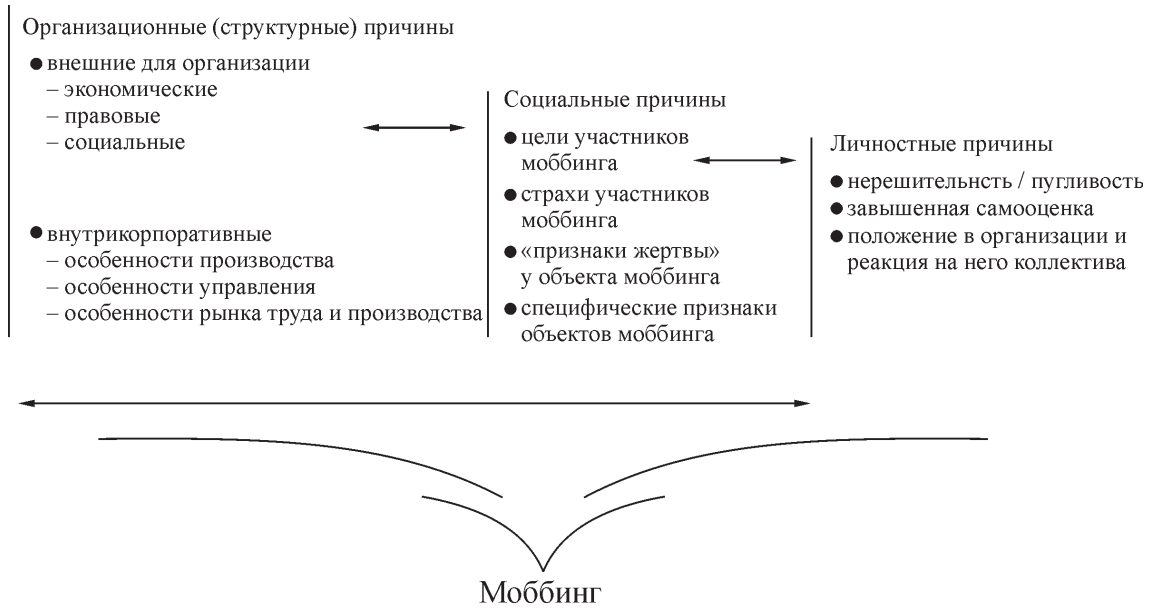 Организационные (структурные) причины
● внешние для организации
– экономические
– правовые
– социальные
● внутрикорпоративные
– особенности производства
– особенности управления
– особенности рынка труда и производства
Социальные причины
● цели участников
моббинга
● страхи участников
моббинга
● «признаки жертвы»
у объекта моббинга
● специфические признаки
объектов моббинга
Личностные причины
● нерешительнсть / пугливость
● завышенная самооценка
● положение в организации и
реакция на него коллектива
Моббинг